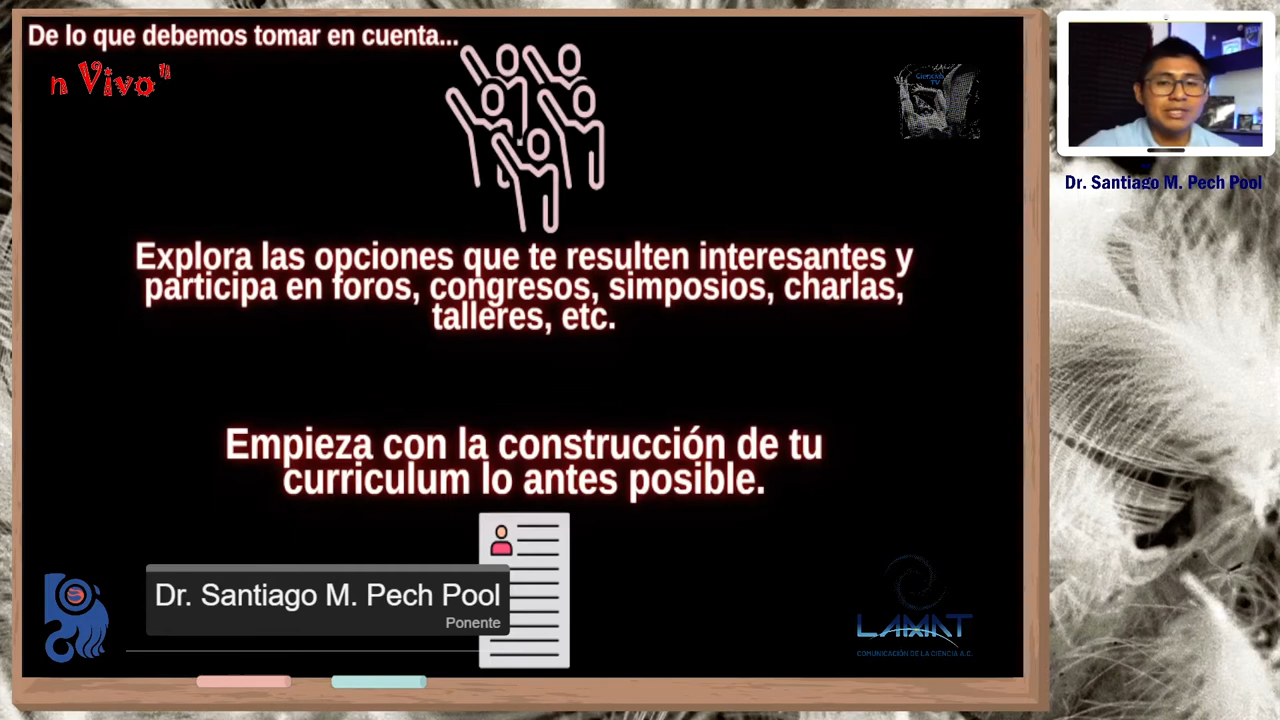 De lo que debemos tomar en cuenta...
n Vivo"
Ciencia
TV
Dr. Santiago M. Pech Pool
Explora las opciones que te resulten interesantes y
participa en foros, congresos, simposios, charlas,
talleres, etc.
Empieza con la construcción de tu
curriculum lo antes posible.
Dr. Santiago M. Pech Pool
Ponente
LAMAT
COMUNICACIÓN DE LA CIENCIA A.C.